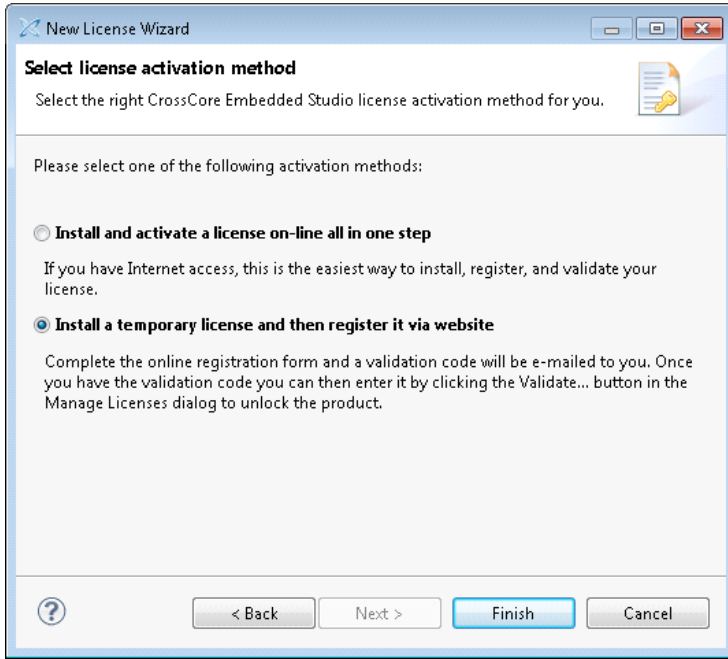 New License Wizard
Select license activation method
Select the right CrossCore Embedded Studio license activation method for you.
Please select one of the following activation methods:
Install and activate a license on-line all in one step
If you have Internet access, this is the easiest way to install, register, and validate your
license.
Install a temporary license and then register it via website
Complete the online registration form and a validation code will be e-mailed to you. Once
you have the validation code you can then enter it by clicking the Validate... button in the
Manage Licenses dialog to unlock the product.
?
< Back
Next >
Finish
Cancel